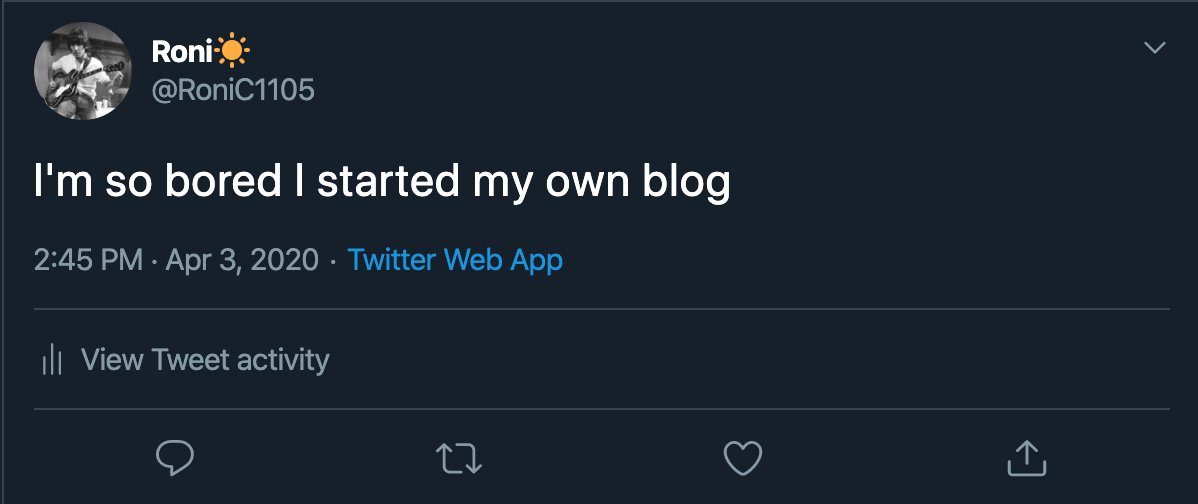 Roni☀️
@RoniC1105
I'm so bored I started my own blog
2:45 PM · Apr 3, 2020 · Twitter Web App
View Tweet activity